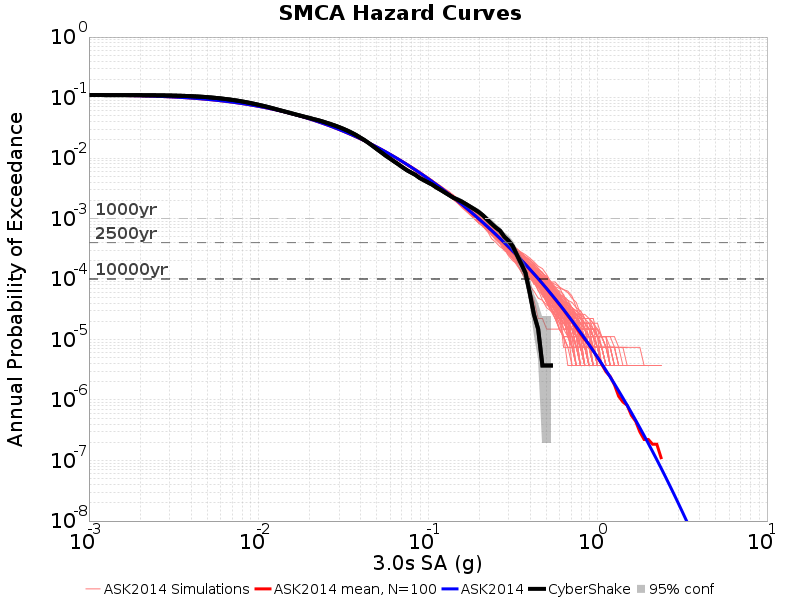 SMCA Hazard Curves
Annual Probability of Exceedance
10^0
10^-1
10^-2
10^-3
10^-4
10^-5
10^-6
10^-7
10^-8
1000yr
2500yr
10000yr
10^-3 10^-2 10^-1 10^0 10^1
3.0s SA (g)
ASK2014 Simulations ASK2014 mean, N=100 ASK2014 CyberShake 95% conf